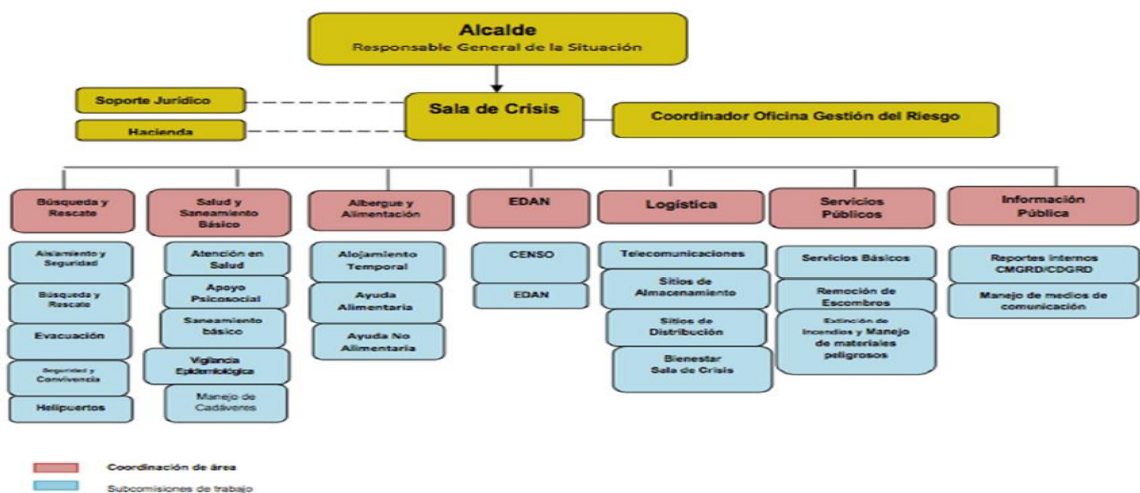 Alcalde
Responsable General de la Situación
Soporte Jurídico
Hacienda
Sala de Crisis
Coordinador Oficina Gestión del Riesgo
Búsqueda y
Rescate
Salud y
Saneamiento
Básico
Albergue y
Alimentación
EDAN
Logística
Servicios
Públicos
Información
Pública
Aislamiento y
Seguridad
Búsqueda y
Rescate
Evacuación
Seguridad y
Convivencia
Helipuertos
Atención en
Salud
Apoyo
Psicosocial
Saneamiento
básico
Vigilancia
Epidemiológica
Manejo de
Cadáveres
Alojamiento
Temporal
Ayuda
Alimentaria
Ayuda No
Alimentaria
CENSO
EDAN
Telecomunicaciones
Sitios de
Almacenamiento
Sitios de
Distribución
Bienestar
Sala de Crisis
Servicios Básicos
Remoción de
Escombros
Extinción de
Incendios y Manejo
de materiales
peligrosos
Reportes internos
CMGRD/CDGRD
Manejo de medios de
comunicación
Coordinación de área
Subcomisiones de trabajo